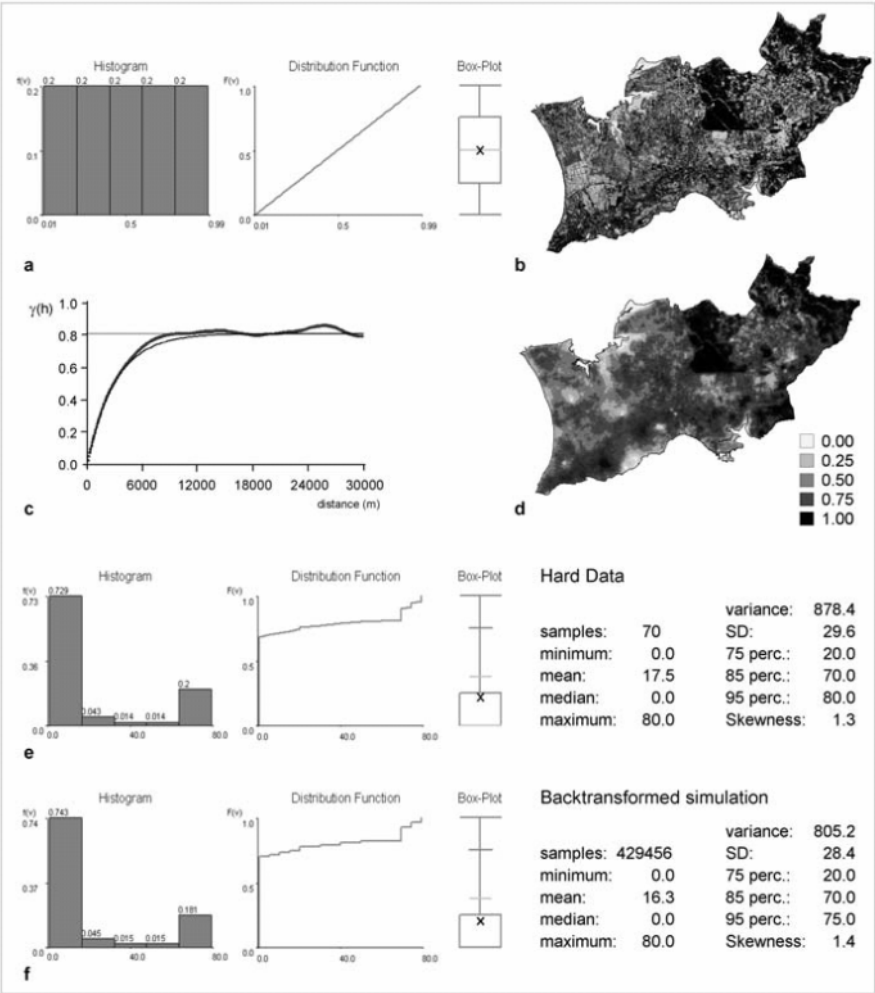 Histogram
Distribution Function
Box-Plot
f(v)
0.2 0.2 0.2 0.2 0.2
F(v)
0.2
1.0
0.1
0.5
0.0
0.0
0.01 0.5 0.99
0.01 0.5 0.99
a
b
γ(h)
1.0
0.8
0.6
0.4
0.2
0.0
0 6000 12000 18000 24000 30000
distance (m)
c
0.00
0.25
0.50
0.75
1.00
d
Histogram
Distribution Function
Box-Plot
Hard Data
f(v)
0.729
F(v)
0.73
1.0
variance: 878.4
samples: 70 SD: 29.6
minimum: 0.0 75 perc.: 20.0
0.36
0.5
mean: 17.5 85 perc.: 70.0
0.2
median: 0.0 95 perc.: 80.0
0.043 0.014 0.014
maximum: 80.0 Skewness: 1.3
0.0
0.0
0.0 40.0 80.0
0.0 40.0 80.0
e
Histogram
Distribution Function
Box-Plot
Backtransformed simulation
f(v)
0.743
F(v)
0.74
1.0
variance: 805.2
samples: 429456 SD: 28.4
minimum: 0.0 75 perc.: 20.0
0.37
0.5
mean: 16.3 85 perc.: 70.0
0.181
median: 0.0 95 perc.: 75.0
0.045 0.015 0.015
maximum: 80.0 Skewness: 1.4
0.0
0.0
0.0 40.0 80.0
0.0 40.0 80.0
f